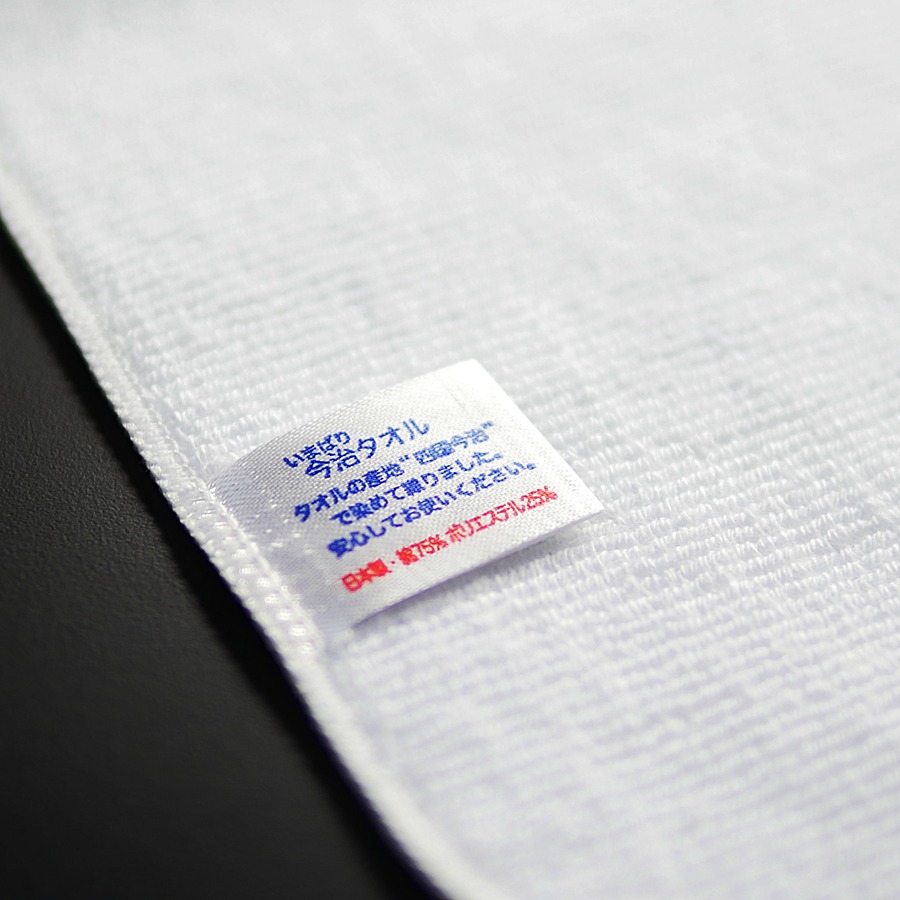 いまばり
今治タオル
タオルの産地“四国今治”
で染めて織りました。
安心してお使いください。
日本製・綿75% ポリエステル25%